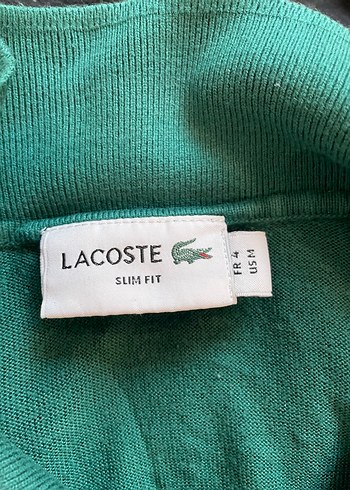 LACOSTE
SLIM FIT
FR 4
US M